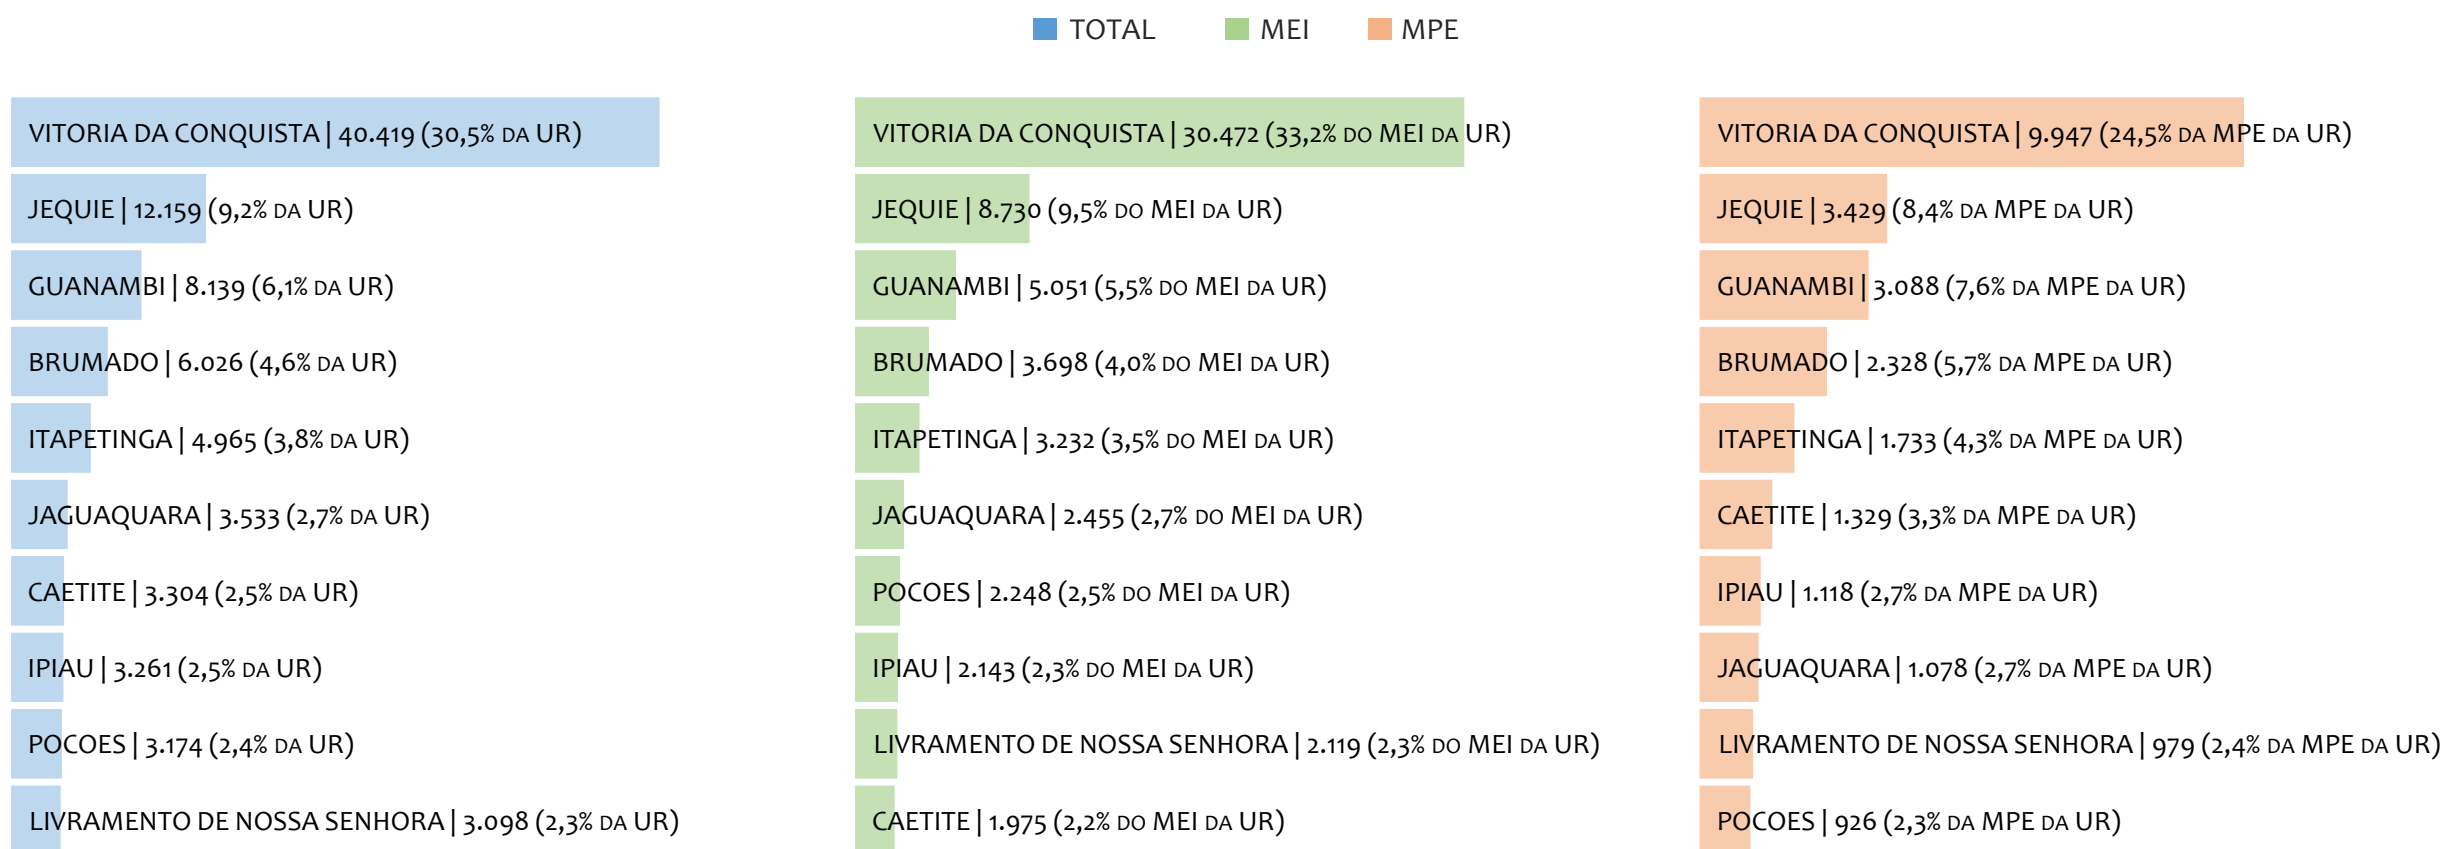 TOTAL MEI MPE
VITORIA DA CONQUISTA | 40.419 (30,5% DA UR)
JEQUIE | 12.159 (9,2% DA UR)
GUANAMBI | 8.139 (6,1% DA UR)
BRUMADO | 6.026 (4,6% DA UR)
ITAPETINGA | 4.965 (3,8% DA UR)
JAGUAQUARA | 3.533 (2,7% DA UR)
CAETITE | 3.304 (2,5% DA UR)
IPIAU | 3.261 (2,5% DA UR)
POCOES | 3.174 (2,4% DA UR)
LIVRAMENTO DE NOSSA SENHORA | 3.098 (2,3% DA UR)
VITORIA DA CONQUISTA | 30.472 (33,2% DO MEI DA UR)
JEQUIE | 8.730 (9,5% DO MEI DA UR)
GUANAMBI | 5.051 (5,5% DO MEI DA UR)
BRUMADO | 3.698 (4,0% DO MEI DA UR)
ITAPETINGA | 3.232 (3,5% DO MEI DA UR)
JAGUAQUARA | 2.455 (2,7% DO MEI DA UR)
POCOES | 2.248 (2,5% DO MEI DA UR)
IPIAU | 2.143 (2,3% DO MEI DA UR)
LIVRAMENTO DE NOSSA SENHORA | 2.119 (2,3% DO MEI DA UR)
CAETITE | 1.975 (2,2% DO MEI DA UR)
VITORIA DA CONQUISTA | 9.947 (24,5% DA MPE DA UR)
JEQUIE | 3.429 (8,4% DA MPE DA UR)
GUANAMBI | 3.088 (7,6% DA MPE DA UR)
BRUMADO | 2.328 (5,7% DA MPE DA UR)
ITAPETINGA | 1.733 (4,3% DA MPE DA UR)
CAETITE | 1.329 (3,3% DA MPE DA UR)
IPIAU | 1.118 (2,7% DA MPE DA UR)
JAGUAQUARA | 1.078 (2,7% DA MPE DA UR)
LIVRAMENTO DE NOSSA SENHORA | 979 (2,4% DA MPE DA UR)
POCOES | 926 (2,3% DA MPE DA UR)